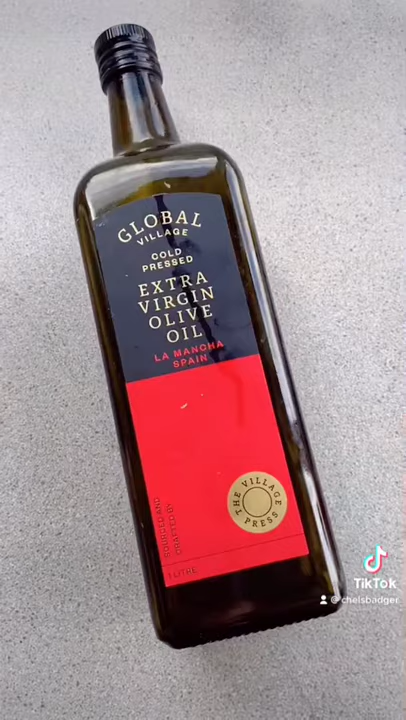 GLOBAL
VILLAGE
COLD
PRESSED
EXTRA
VIRGIN
OLIVE
OIL
LA MANCHA
SPAIN
THE VILLAGE
PRESS
SOURCED AND
CRAFTED BY
1 LITRE
TikTok
@chelsbadger